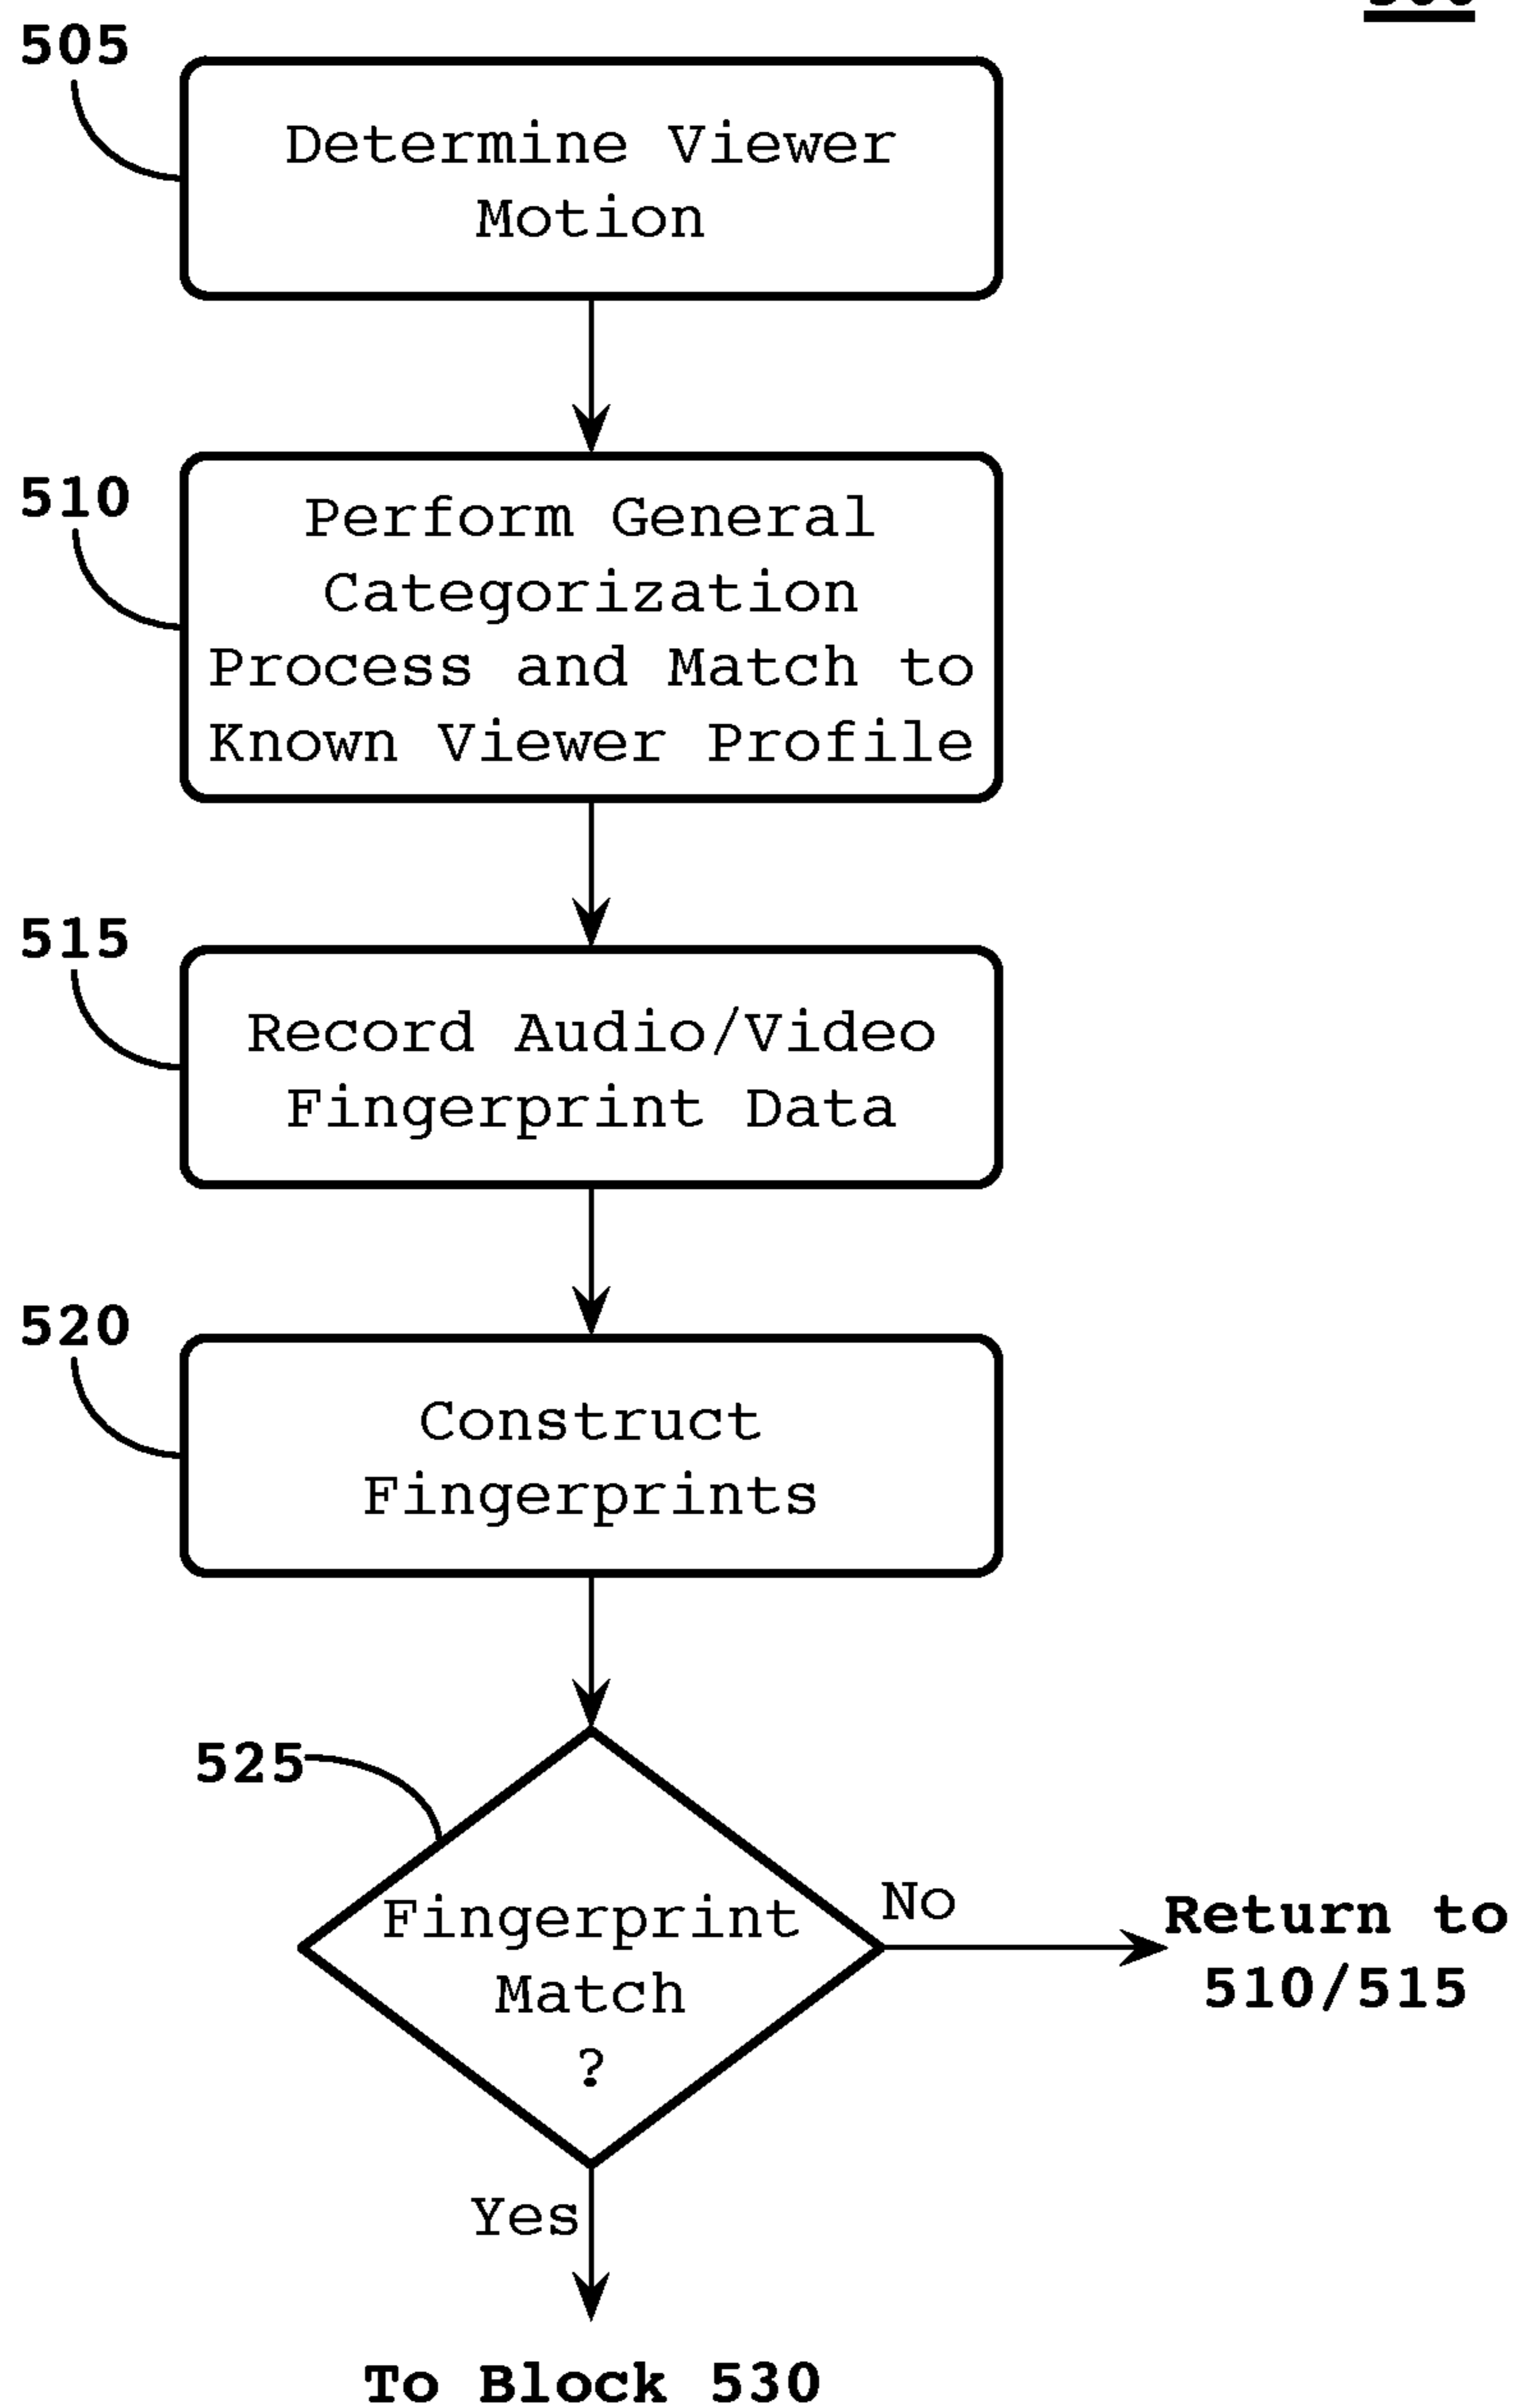 505
Determine Viewer
Motion
510
Perform General
Categorization
Process and Match to
Known Viewer Profile
515
Record Audio/Video
Fingerprint Data
520
Construct
Fingerprints
525
Fingerprint
Match
?
No
Return to
510/515
Yes
To Block 530